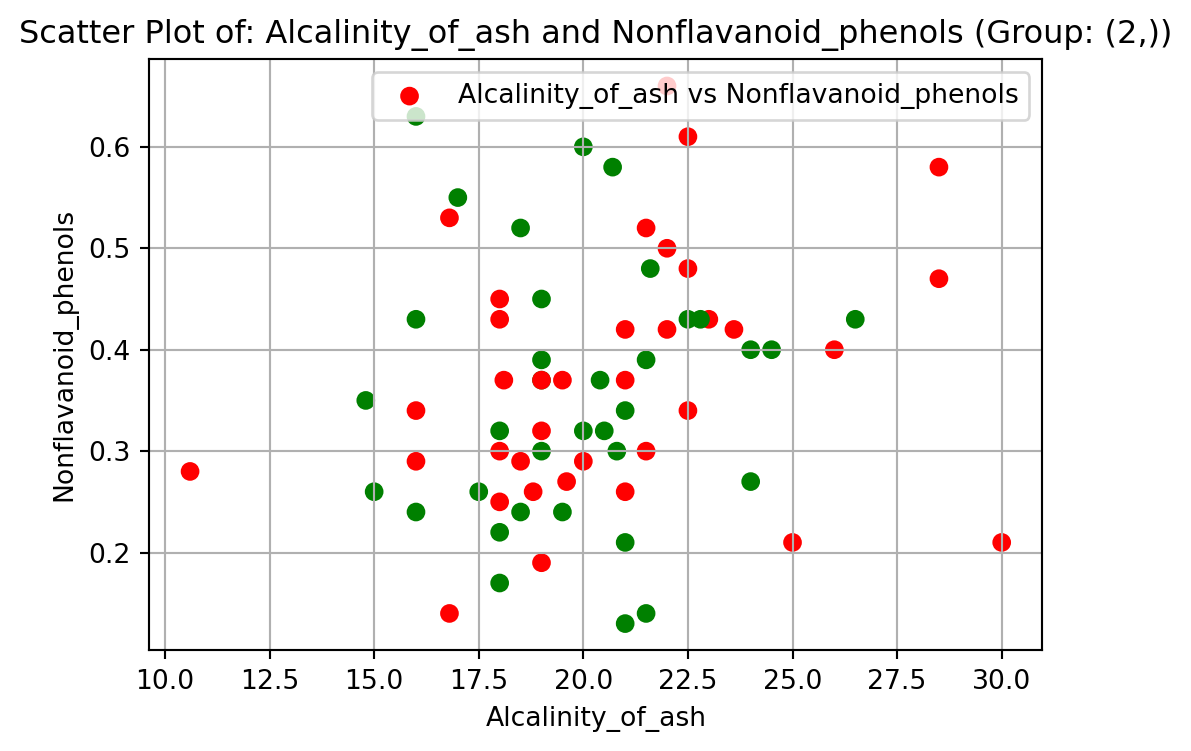 Scatter Plot of: Alcalinity_of_ash and Nonflavanoid_phenols (Group: (2,))
Alcalinity_of_ash vs Nonflavanoid_phenols
Nonflavanoid_phenols
0.6
0.5
0.4
0.3
0.2
10.0 12.5 15.0 17.5 20.0 22.5 25.0 27.5 30.0
Alcalinity_of_ash